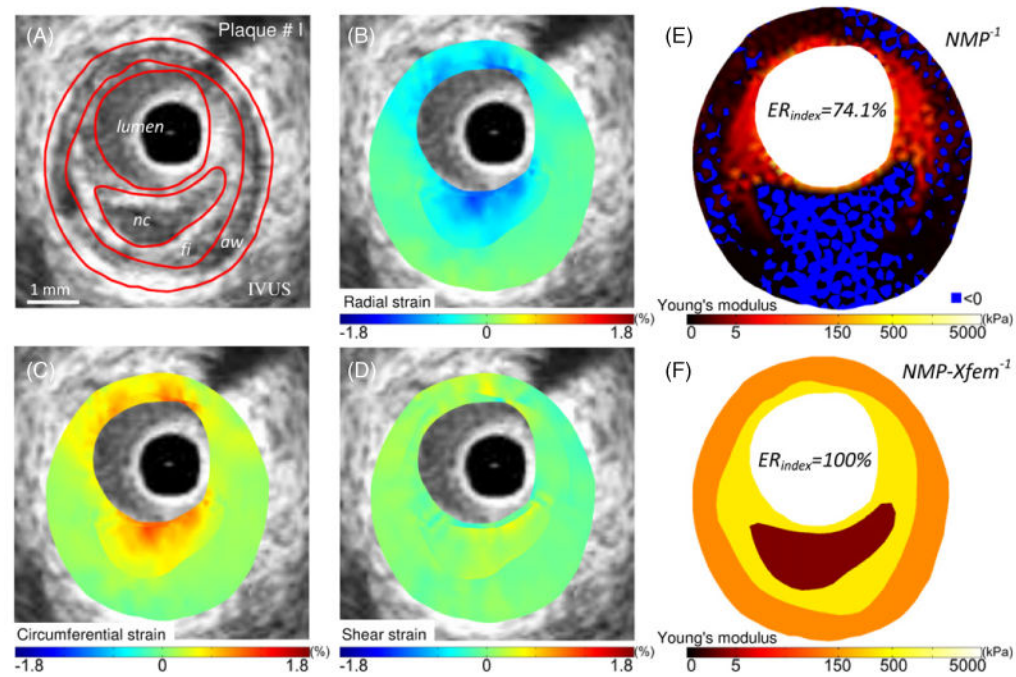 (A)
Plaque # I
lumen
nc
fi
aw
1 mm
IVUS
(B)
Radial strain
-1.8
0
1.8
(%)
(E)
NMP⁻¹
ERindex=74.1%
<0
Young's modulus
0
5
150
500
5000
(kPa)
(C)
Circumferential strain
-1.8
0
1.8
(%)
(D)
Shear strain
-1.8
0
1.8
(%)
(F)
NMP-Xfem⁻¹
ERindex=100%
Young's modulus
0
5
150
500
5000
(kPa)